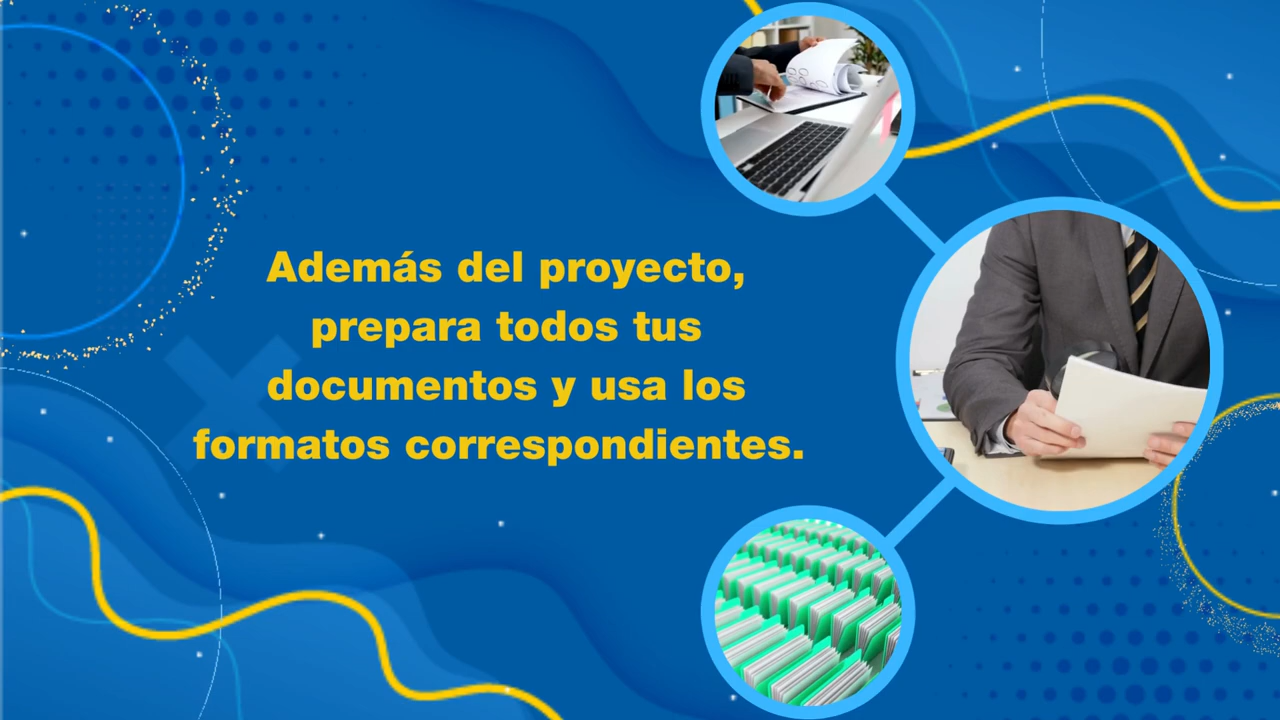 Además del proyecto,
prepara todos tus
documentos y usa los
formatos correspondientes.